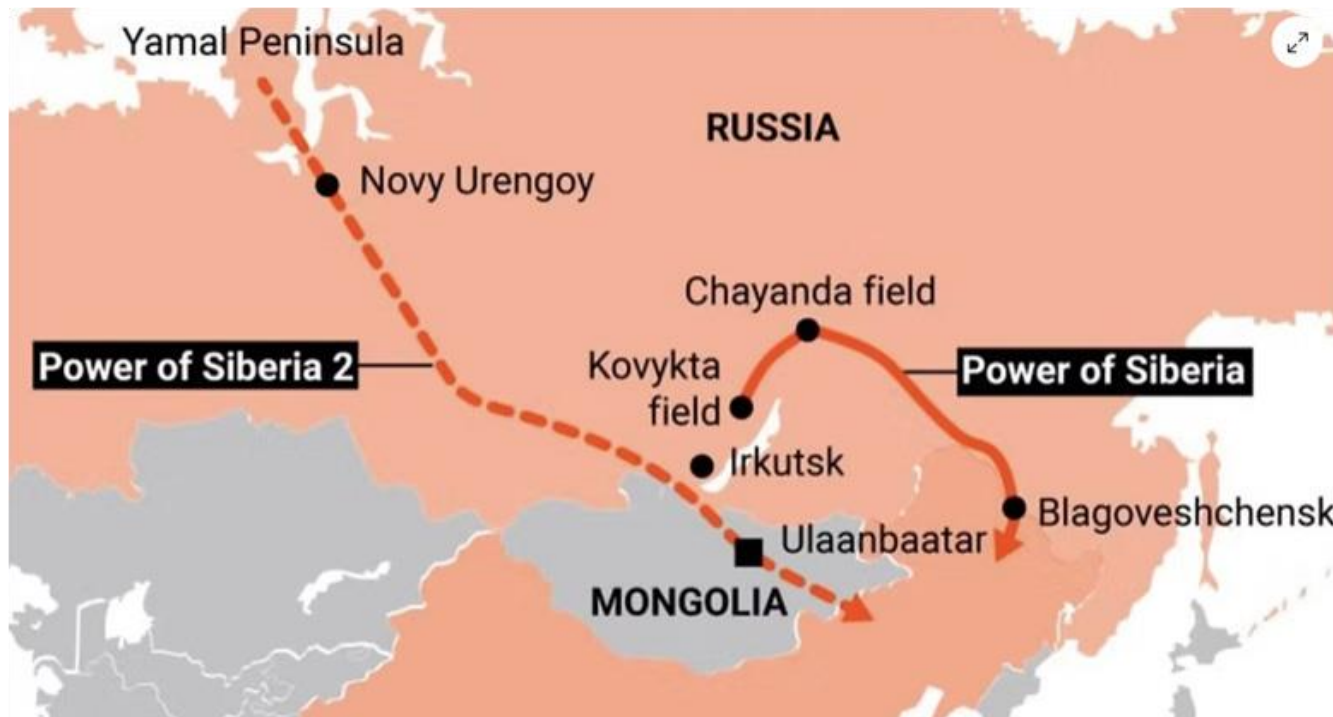 Yamal Peninsula
RUSSIA
Novy Urengoy
Chayanda field
Power of Siberia 2
Kovykta
field
Power of Siberia
Irkutsk
Blagoveshchensk
Ulaanbaatar
MONGOLIA